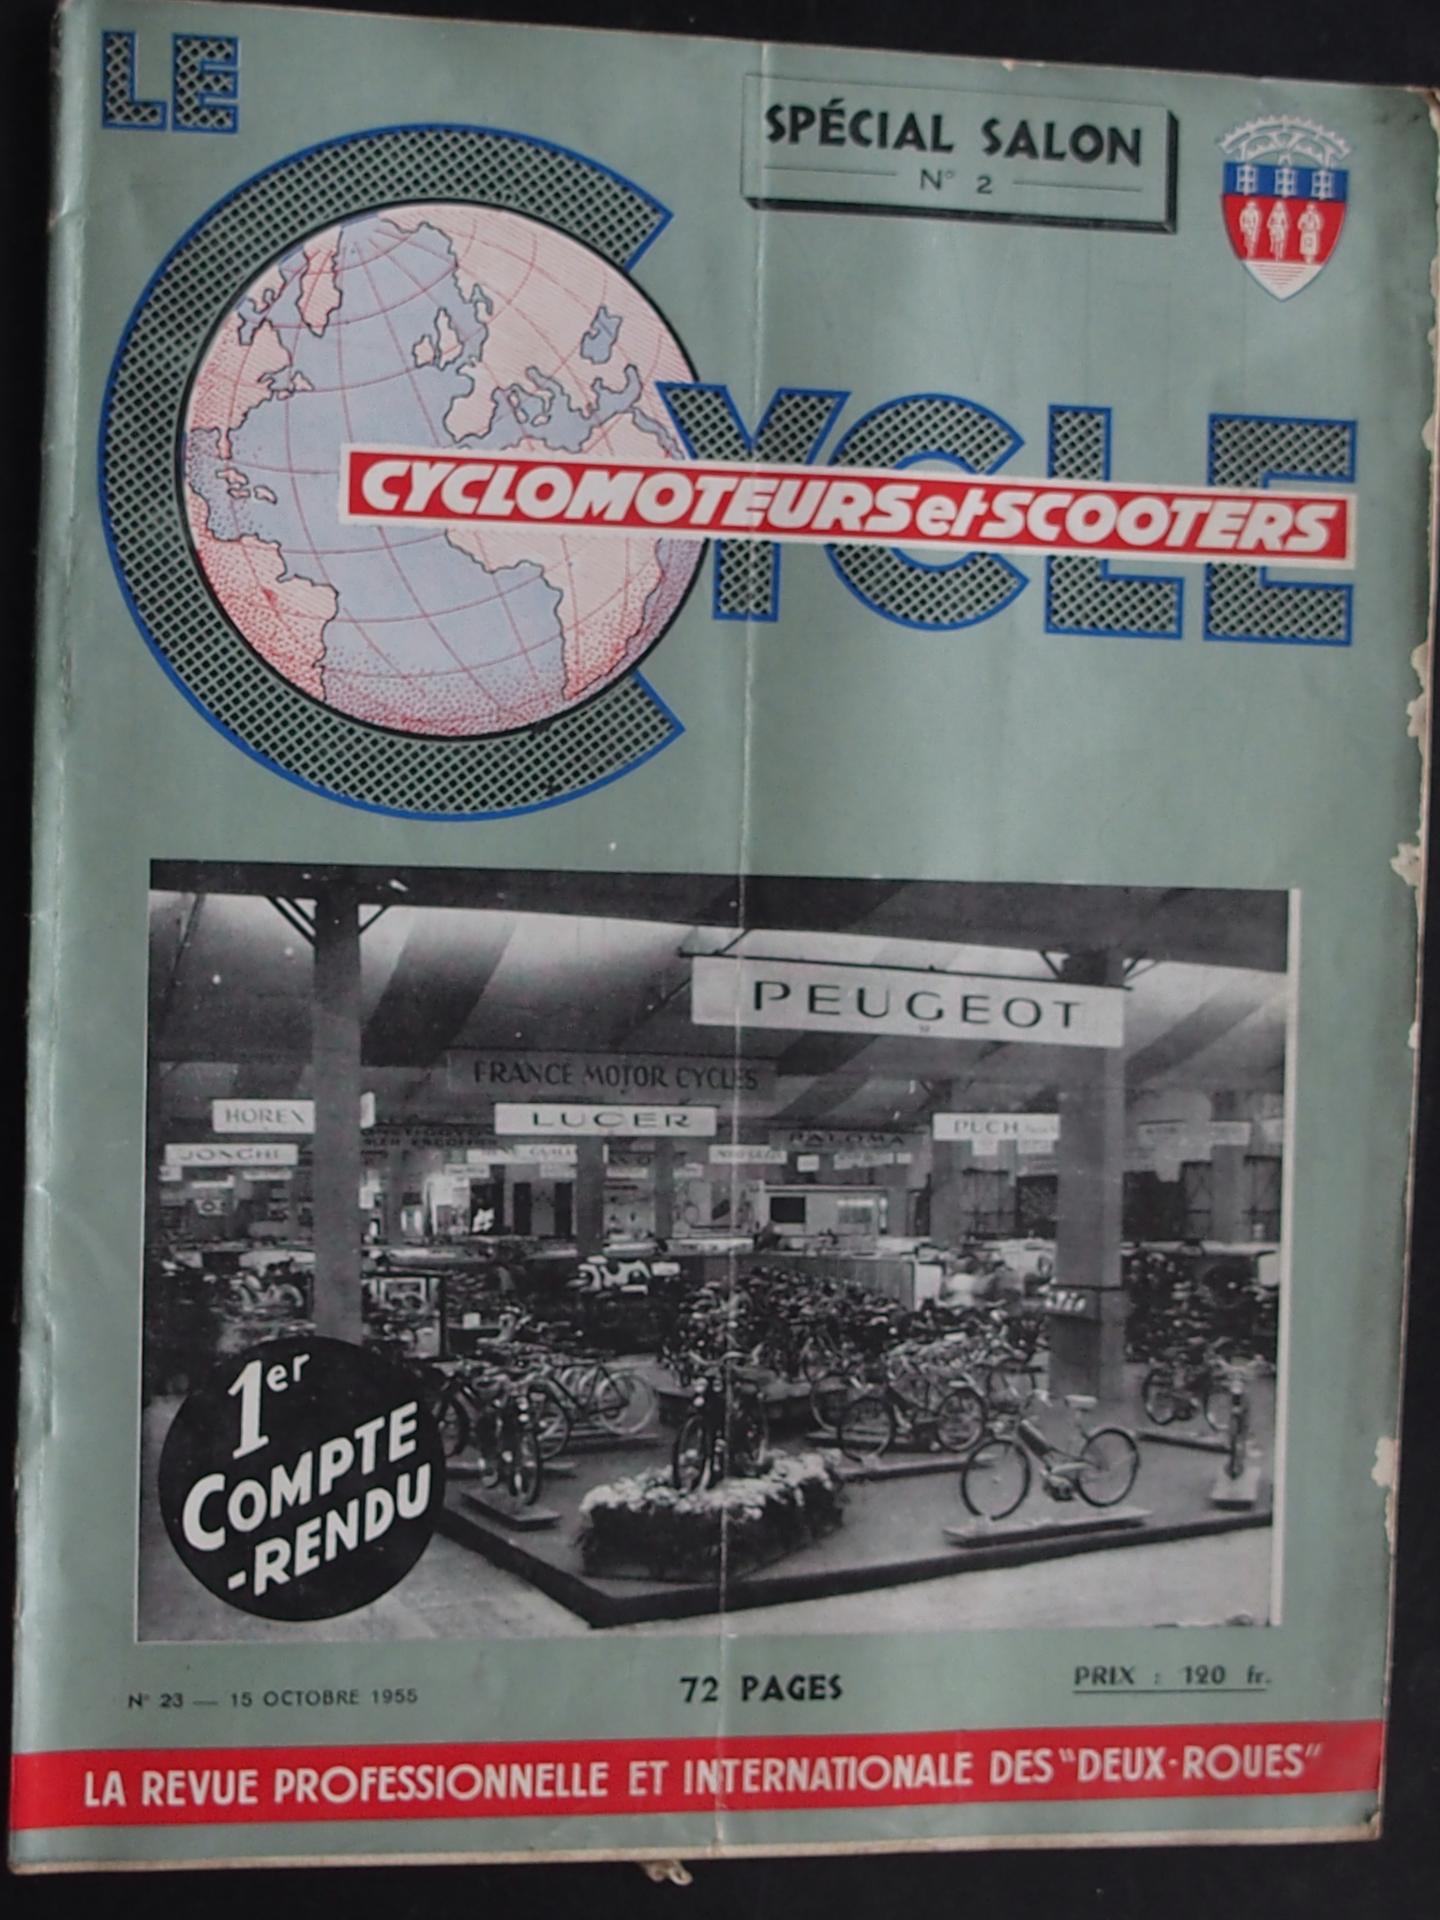 LE
CYCLE
SPÉCIAL SALON
N° 2
CYCLOMOTEURS et SCOOTERS
PEUGEOT
FRANCE MOTOR CYCLES
HOREX
LUCER
PUCH
JONGHI
PALOMA
1er
COMPTE
-RENDU
N° 23 — 15 OCTOBRE 1955
72 PAGES
PRIX : 120 fr.
LA REVUE PROFESSIONNELLE ET INTERNATIONALE DES "DEUX-ROUES"